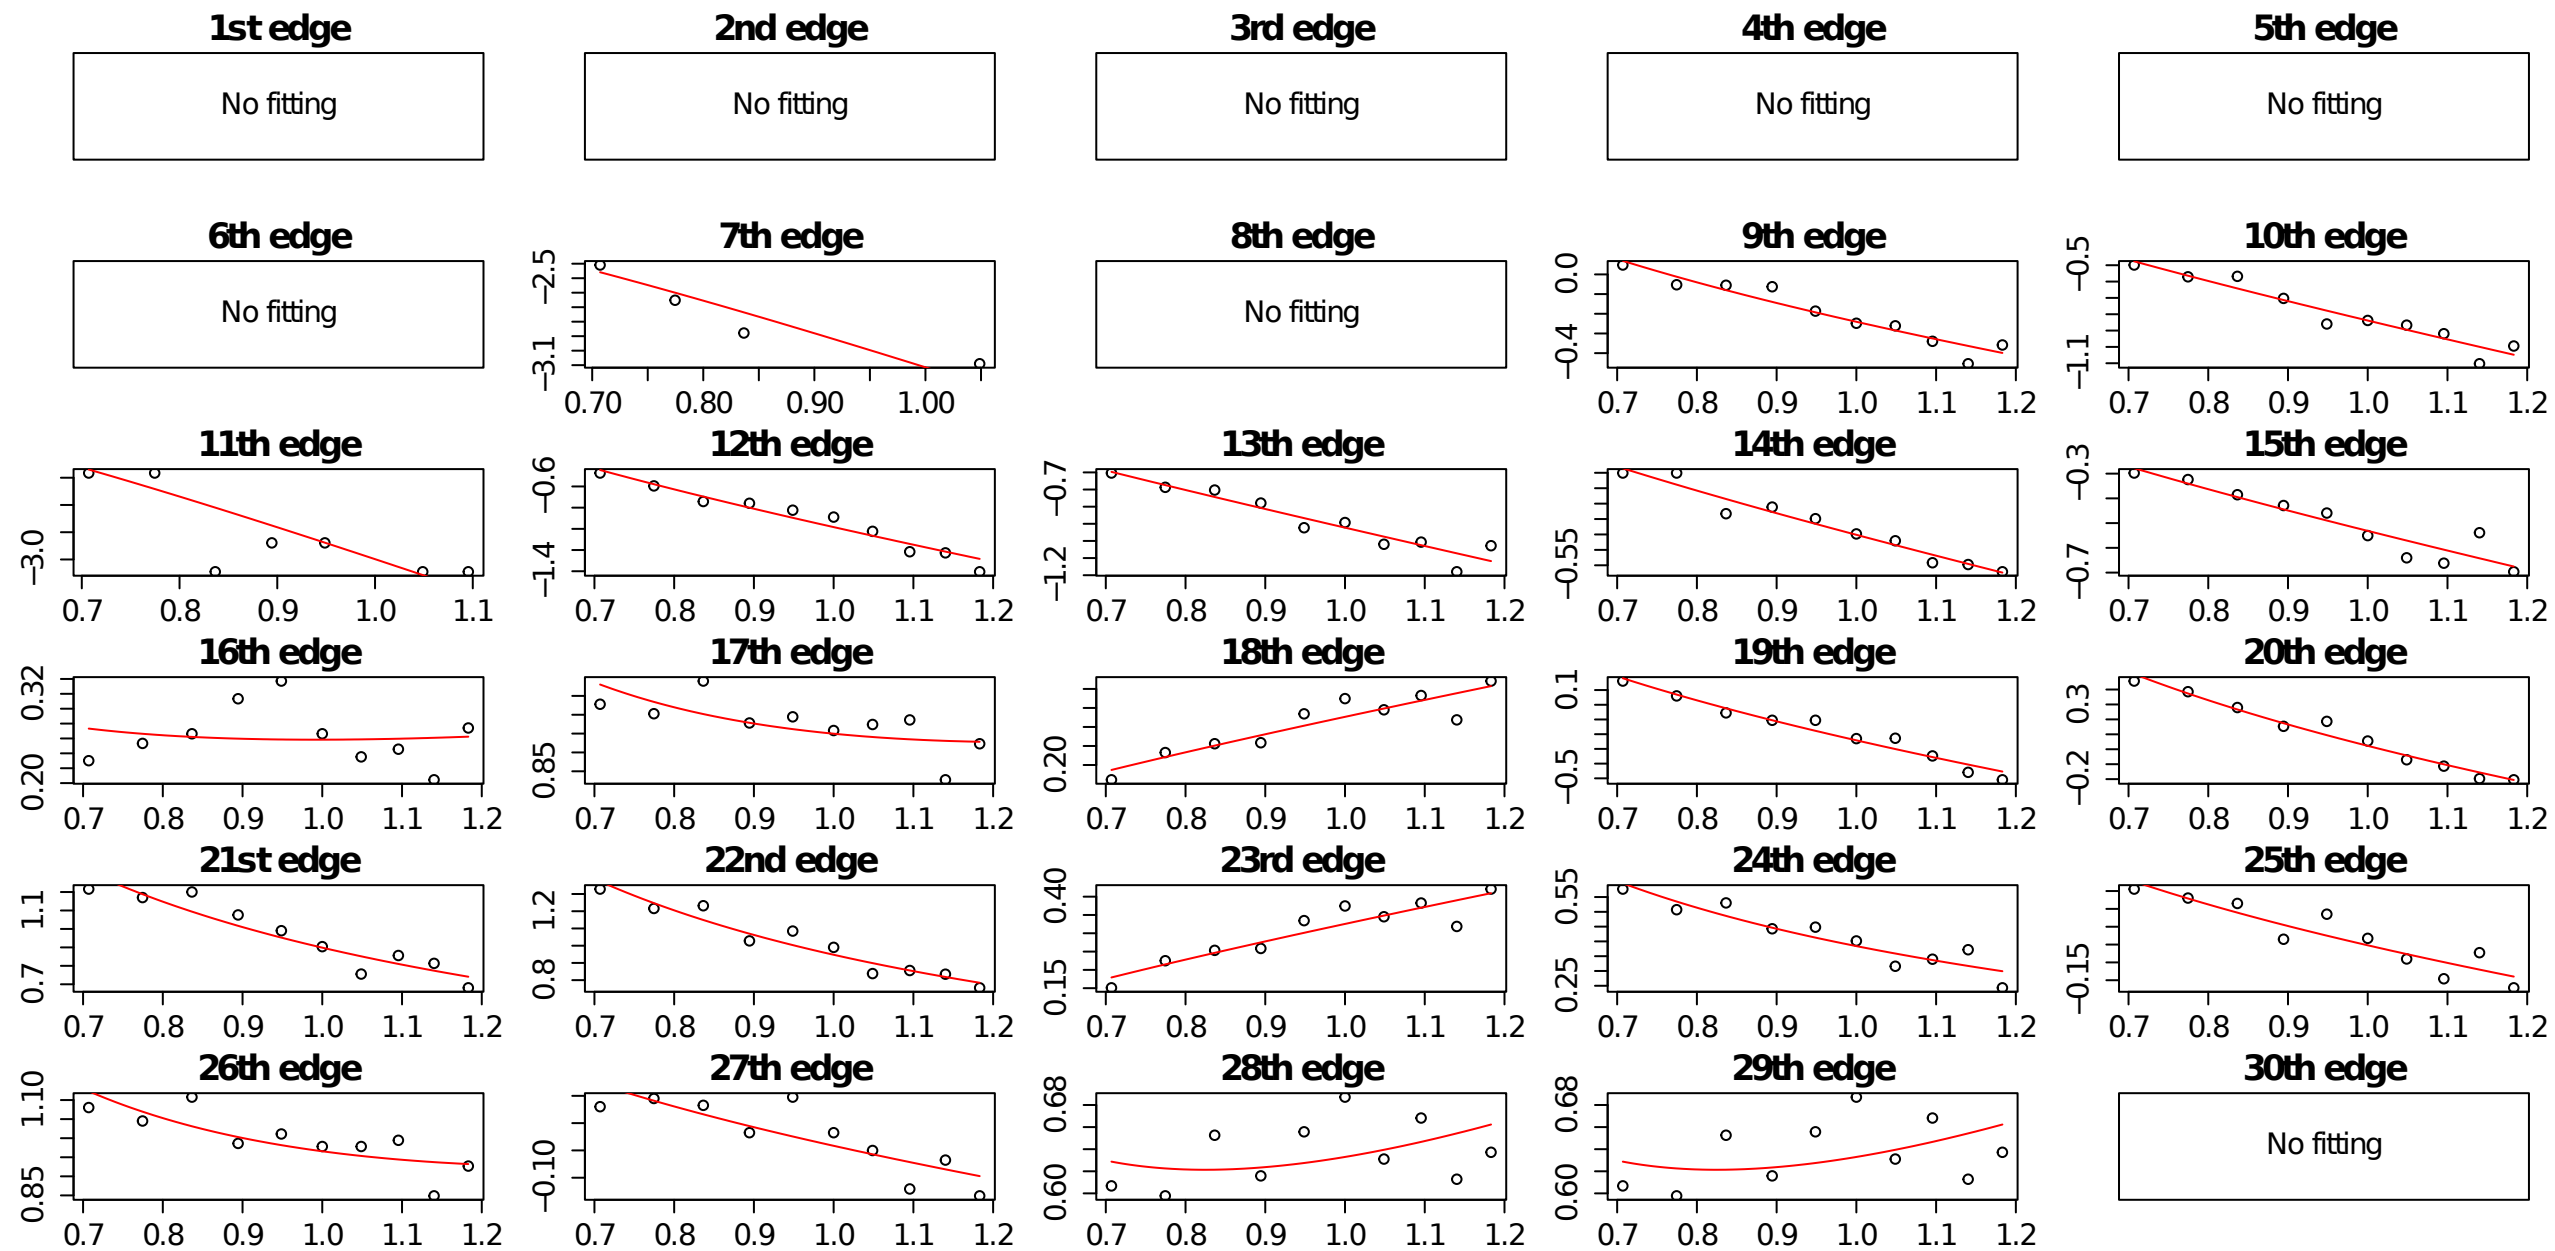 1st edge 2nd edge 3rd edge 4th edge 5th edge
No fitting No fitting No fitting No fitting No fitting
6th edge 7th edge 8th edge 9th edge 10th edge
No fitting −2.5 −3.1 No fitting 0.0 −0.4 −0.5 −1.1
0.70 0.80 0.90 1.00 0.7 0.8 0.9 1.0 1.1 1.2 0.7 0.8 0.9 1.0 1.1 1.2
11th edge 12th edge 13th edge 14th edge 15th edge
−3.0 −0.6 −1.4 −0.7 −1.2 −0.55 −0.3 −0.7
0.7 0.8 0.9 1.0 1.1 0.7 0.8 0.9 1.0 1.1 1.2 0.7 0.8 0.9 1.0 1.1 1.2 0.7 0.8 0.9 1.0 1.1 1.2 0.7 0.8 0.9 1.0 1.1 1.2
16th edge 17th edge 18th edge 19th edge 20th edge
0.32 0.20 0.85 0.20 0.1 −0.5 0.3 −0.2
0.7 0.8 0.9 1.0 1.1 1.2 0.7 0.8 0.9 1.0 1.1 1.2 0.7 0.8 0.9 1.0 1.1 1.2 0.7 0.8 0.9 1.0 1.1 1.2 0.7 0.8 0.9 1.0 1.1 1.2
21st edge 22nd edge 23rd edge 24th edge 25th edge
1.1 0.7 1.2 0.8 0.40 0.15 0.55 0.25 −0.15
0.7 0.8 0.9 1.0 1.1 1.2 0.7 0.8 0.9 1.0 1.1 1.2 0.7 0.8 0.9 1.0 1.1 1.2 0.7 0.8 0.9 1.0 1.1 1.2 0.7 0.8 0.9 1.0 1.1 1.2
26th edge 27th edge 28th edge 29th edge 30th edge
1.10 0.85 −0.10 0.68 0.60 0.68 0.60 No fitting
0.7 0.8 0.9 1.0 1.1 1.2 0.7 0.8 0.9 1.0 1.1 1.2 0.7 0.8 0.9 1.0 1.1 1.2 0.7 0.8 0.9 1.0 1.1 1.2